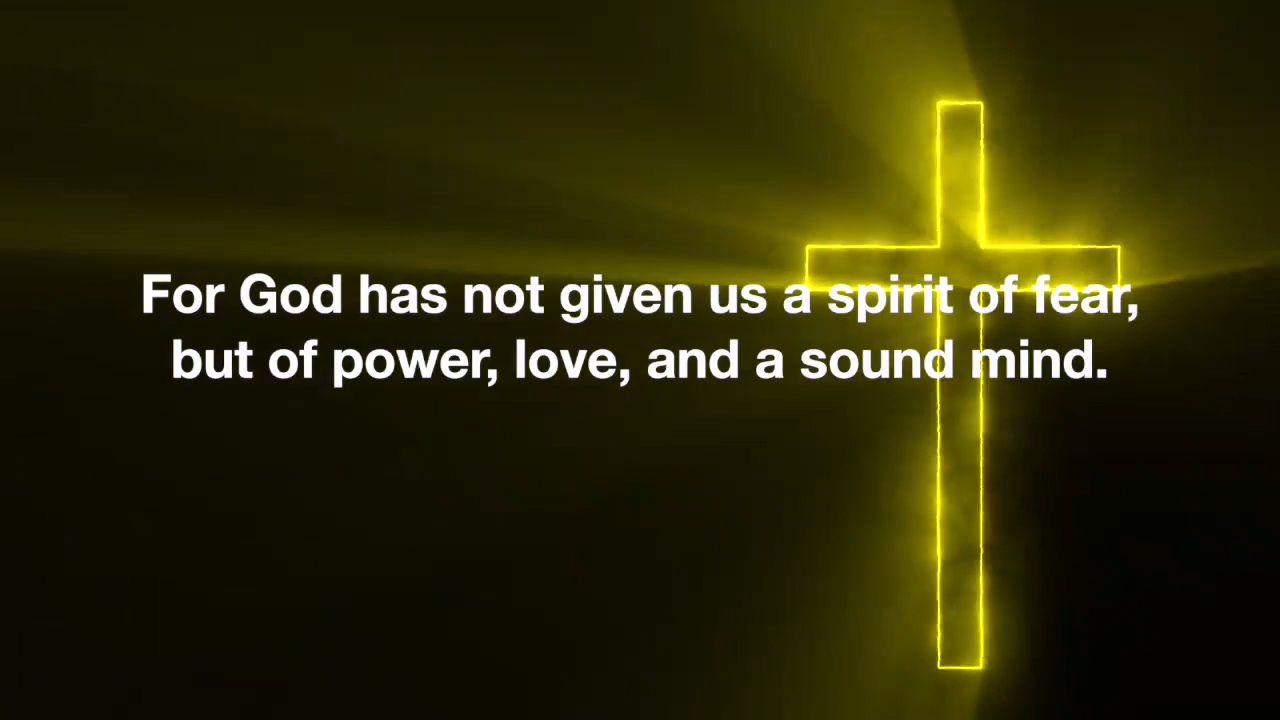 For God has not given us a spirit of fear,
but of power, love, and a sound mind.